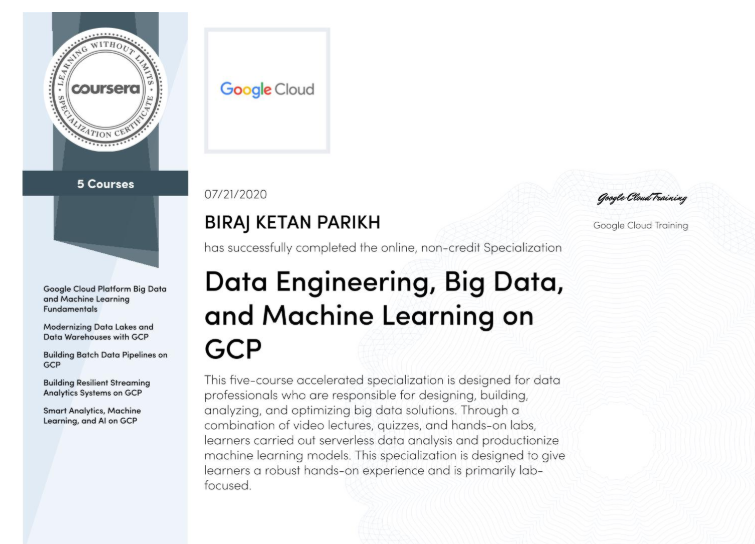 LEARNING WITHOUT LIMITS
coursera
SPECIALIZATION CERTIFICATE
5 Courses
Google Cloud Platform Big Data
and Machine Learning
Fundamentals
Modernizing Data Lakes and
Data Warehouses with GCP
Building Batch Data Pipelines on
GCP
Building Resilient Streaming
Analytics Systems on GCP
Smart Analytics, Machine
Learning, and AI on GCP
Google Cloud
07/21/2020
BIRAJ KETAN PARIKH
has successfully completed the online, non-credit Specialization
Data Engineering, Big Data,
and Machine Learning on
GCP
This five-course accelerated specialization is designed for data
professionals who are responsible for designing, building,
analyzing, and optimizing big data solutions. Through a
combination of video lectures, quizzes, and hands-on labs,
learners carried out serverless data analysis and productionize
machine learning models. This specialization is designed to give
learners a robust hands-on experience and is primarily lab-
focused.
Google Cloud Training
Google Cloud Training